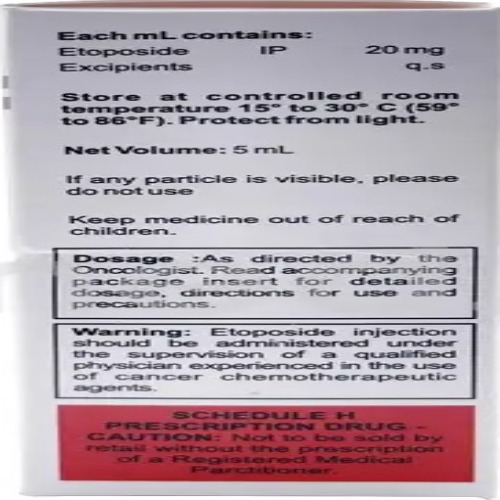 Each mL contains:
Etoposide IP 20 mg
Excipients q.s
Store at controlled room
temperature 15° to 30° C (59°
to 86°F). Protect from light.
Net Volume: 5 mL
If any particle is visible, please
do not use
Keep medicine out of reach of
children.
Dosage :As directed by the
Oncologist. Read accompanying
package insert for detailed
dosage, directions for use and
precautions.
Warning: Etoposide injection
should be administered under
the supervision of a qualified
physician experienced in the use
of cancer chemotherapeutic
agents.
SCHEDULE H
PRESCRIPTION DRUG -
CAUTION: Not to be sold by
retail without the prescription
of a Registered Medical
Parctitioner.